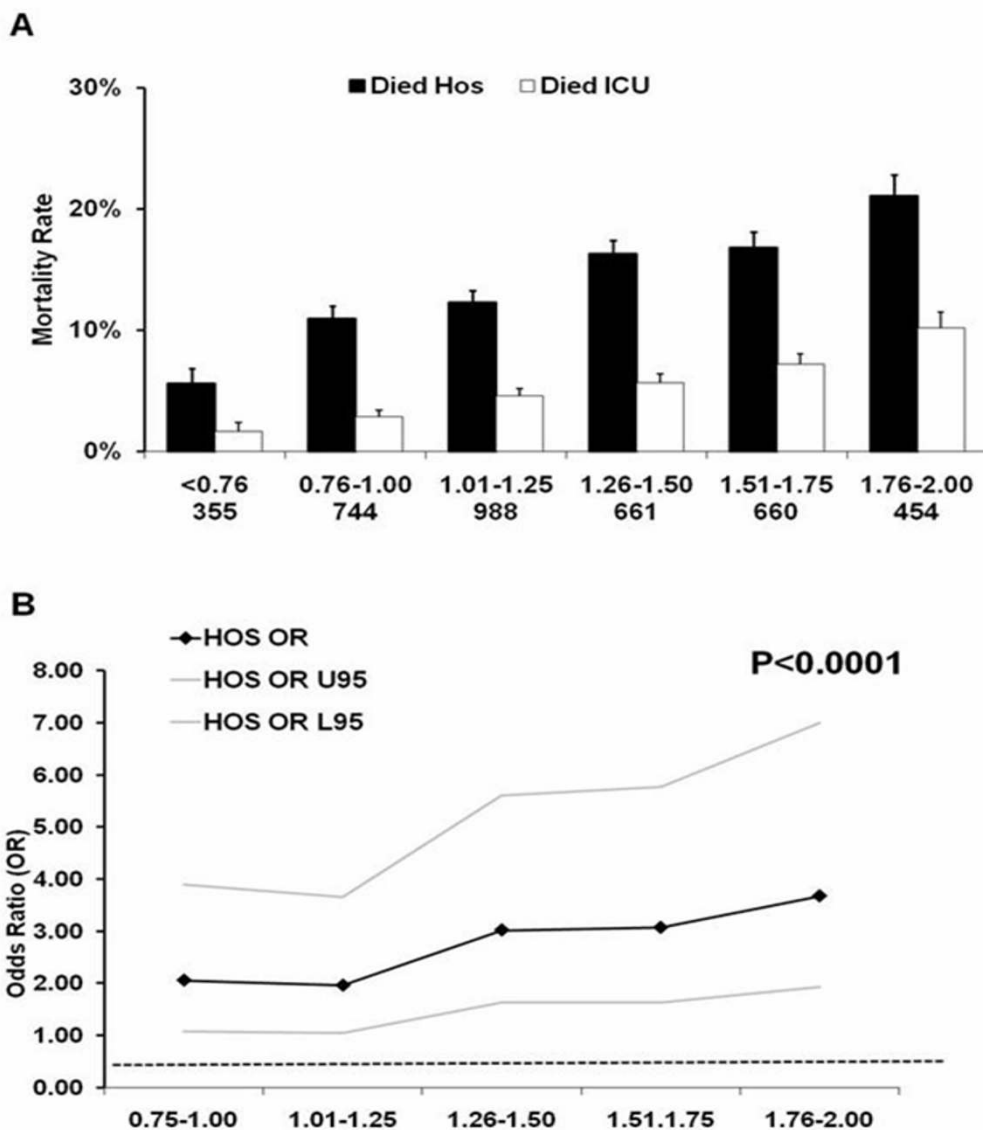 A
Died Hos Died ICU
30%
20%
10%
0%
Mortality Rate
<0.76 0.76-1.00 1.01-1.25 1.26-1.50 1.51-1.75 1.76-2.00
355 744 988 661 660 454
B
HOS OR
HOS OR U95
HOS OR L95
P<0.0001
8.00
7.00
6.00
5.00
4.00
3.00
2.00
1.00
0.00
Odds Ratio (OR)
0.75-1.00 1.01-1.25 1.26-1.50 1.51.1.75 1.76-2.00